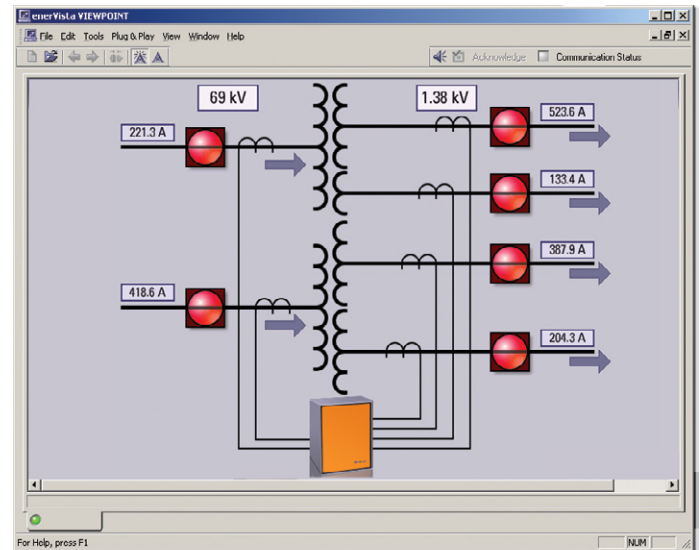 enerVista VIEWPOINT
File Edit Tools Plug & Play View Window Help
Acknowledge Communication Status
69 kV 1.38 kV
221.3 A
523.6 A
133.4 A
387.9 A
418.6 A
204.3 A
For Help, press F1
NUM